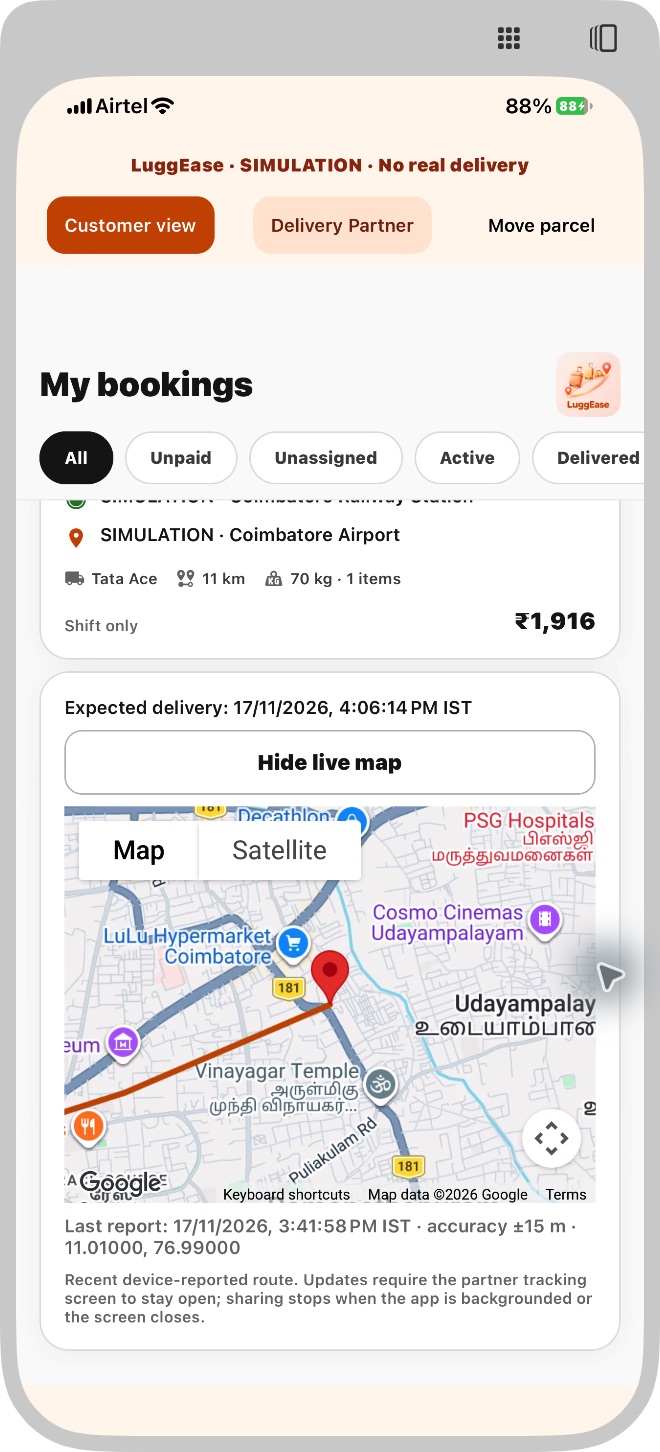 Airtel
88%
88
LuggEase · SIMULATION · No real delivery
Customer view
Delivery Partner
Move parcel
My bookings
LuggEase
All
Unpaid
Unassigned
Active
Delivered
SIMULATION · Coimbatore Railway Station
SIMULATION · Coimbatore Airport
Tata Ace
11 km
70 kg · 1 items
Shift only
₹1,916
Expected delivery: 17/11/2026, 4:06:14 PM IST
Hide live map
181
Decathlon
PSG Hospitals
பிஎஸ்ஜி
மருத்துவமனைகள்
Map
Satellite
Cosmo Cinemas
Udayampalayam
LuLu Hypermarket
Coimbatore
181
Udayampalay
உடையாம்பான
eum
Vinayagar Temple
அருள்மிகு
முந்தி விநாயகர்...
Puliakulam Rd
181
Google
Keyboard shortcuts
Map data ©2026 Google
Terms
Last report: 17/11/2026, 3:41:58 PM IST · accuracy ±15 m ·
11.01000, 76.99000
Recent device-reported route. Updates require the partner tracking
screen to stay open; sharing stops when the app is backgrounded or
the screen closes.